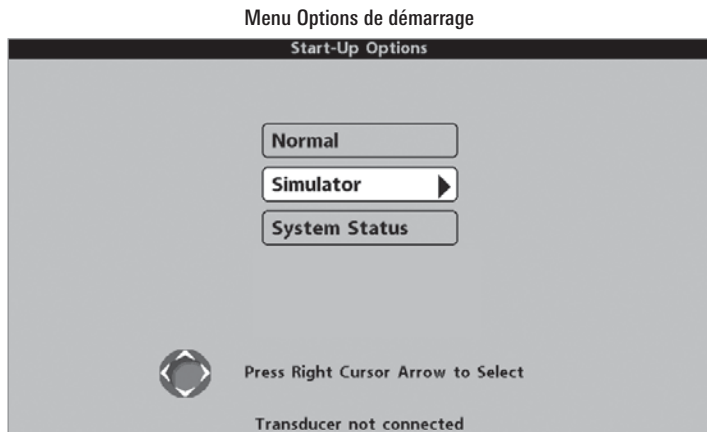 Menu Options de démarrage
Start-Up Options
Normal
Simulator
System Status
Press Right Cursor Arrow to Select
Transducer not connected